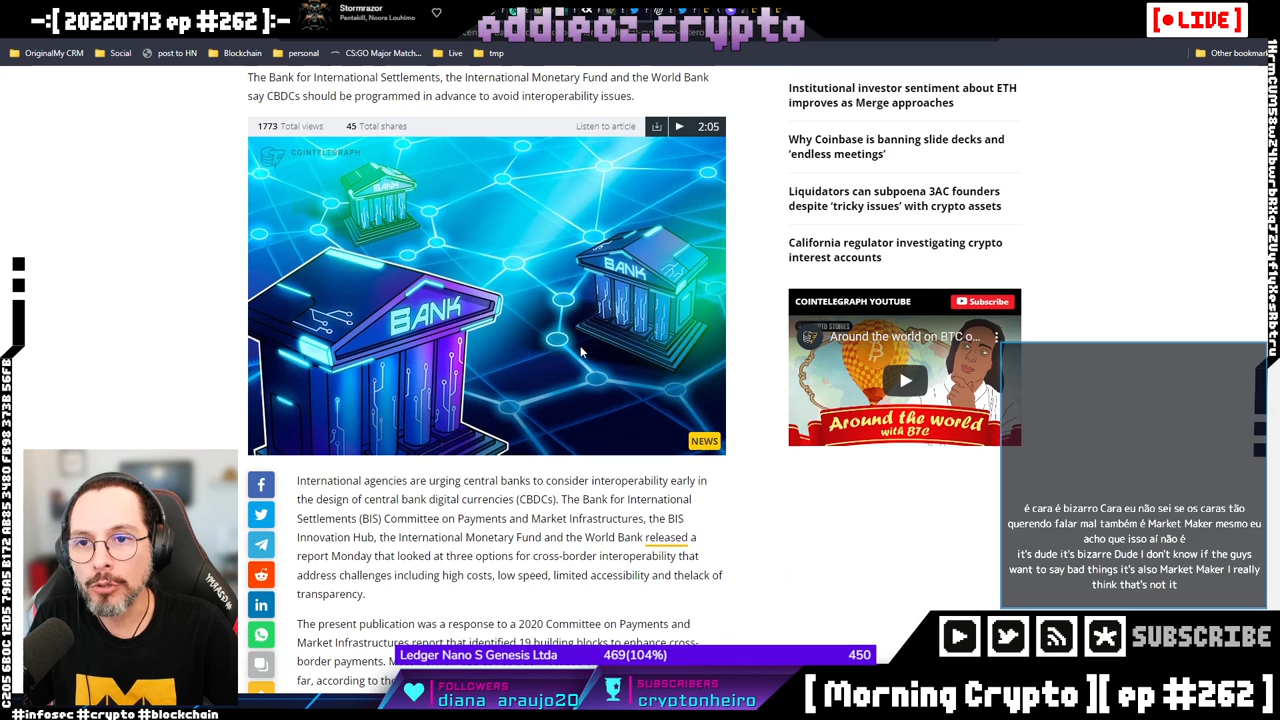 -:[ 20220713 ep #262 ]:-
Stormrazor
Pentakill, Noora Louhimo
eddieoz.crypto
[ • LIVE ]
OriginalMy CRM
Social
post to HN
Blockchain
personal
CS:GO Major Match...
Live
tmp
Other bookmar
The Bank for International Settlements, the International Monetary Fund and the World Bank
say CBDCs should be programmed in advance to avoid interoperability issues.
1773 Total views
45 Total shares
Listen to article
2:05
COINTELEGRAPH
BANK
BANK
BANK
NEWS
International agencies are urging central banks to consider interoperability early in
the design of central bank digital currencies (CBDCs). The Bank for International
Settlements (BIS) Committee on Payments and Market Infrastructures, the BIS
Innovation Hub, the International Monetary Fund and the World Bank released a
report Monday that looked at three options for cross-border interoperability that
address challenges including high costs, low speed, limited accessibility and thelack of
transparency.
The present publication was a response to a 2020 Committee on Payments and
Market Infrastructures report that identified 19 building blocks to enhance cross-
border payments. M
far, according to the
Institutional investor sentiment about ETH
improves as Merge approaches
Why Coinbase is banning slide decks and
‘endless meetings’
Liquidators can subpoena 3AC founders
despite ‘tricky issues’ with crypto assets
California regulator investigating crypto
interest accounts
COINTELEGRAPH YOUTUBE
Subscribe
Around the world on BTC o...
Around the world
with BTC
é cara é bizarro Cara eu não sei se os caras tão
querendo falar mal também é Market Maker mesmo eu
acho que isso aí não é
it's dude it's bizarre Dude I don't know if the guys
want to say bad things it's also Market Maker I really
think that's not it
Ledger Nano S Genesis Ltda
469(104%)
450
FOLLOWERS
diana_araujo20
SUBSCRIBERS
cryptonheiro
SUBSCRIBE
[ Morning Crypto ][ ep #262 ]
#infosec #crypto #blockchain